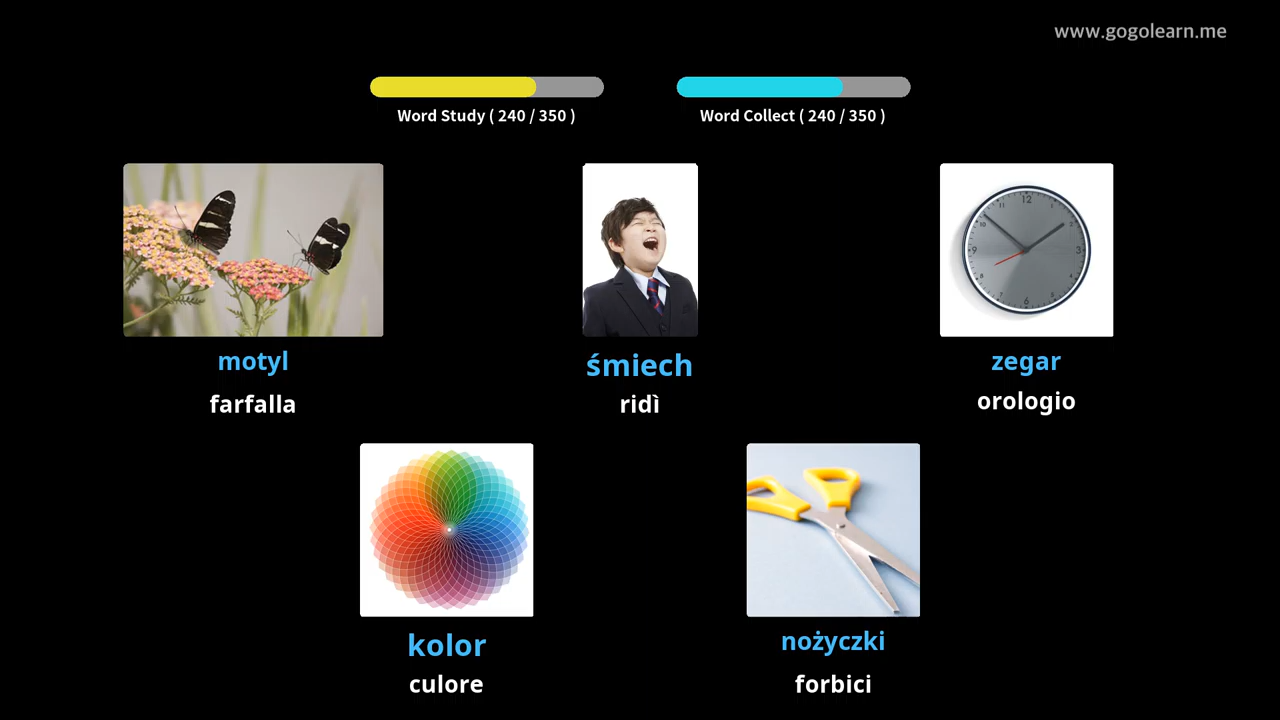 www.gogolearn.me
Word Study ( 240 / 350 )
Word Collect ( 240 / 350 )
motyl
farfalla
śmiech
ridì
zegar
orologio
kolor
culore
nożyczki
forbici